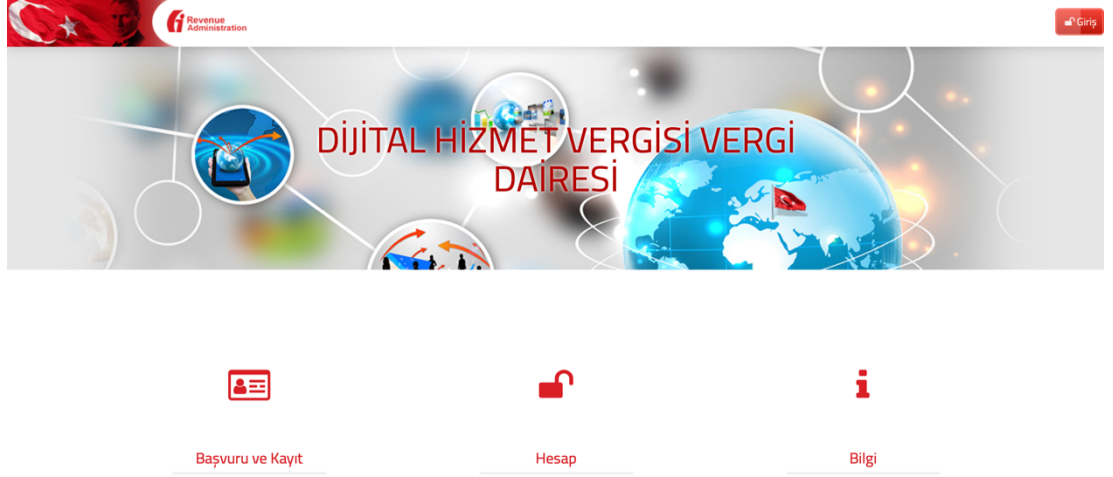 Revenue
Administration
Giriş
DİJİTAL HİZMET VERGİSİ VERGİ
DAİRESİ
Başvuru ve Kayıt
Hesap
Bilgi